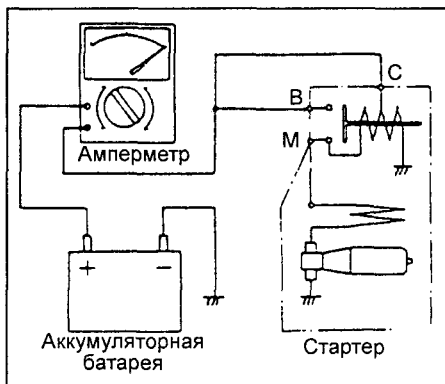 Амперметр
C
B
M
+ −
Аккумуляторная
батарея
Стартер